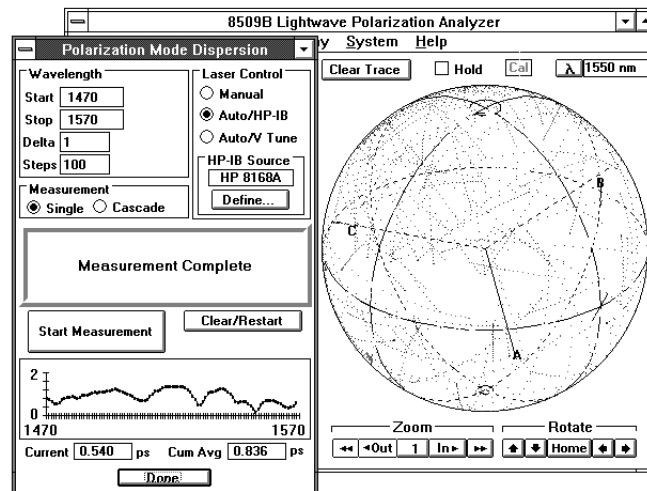 8509B Lightwave Polarization Analyzer
Polarization Mode Dispersion
y System Help
Wavelength
Start 1470
Stop 1570
Delta 1
Steps 100
Laser Control
Manual
Auto/HP-IB
Auto/V Tune
HP-IB Source
HP 8168A
Define...
Measurement
Single Cascade
Measurement Complete
Start Measurement
Clear/Restart
2
0
1470 1570
Current 0.540 ps Cum Avg 0.836 ps
Done
Clear Trace Hold Cal λ 1550 nm
B
C
A
Zoom
Out 1 In
Rotate
Home